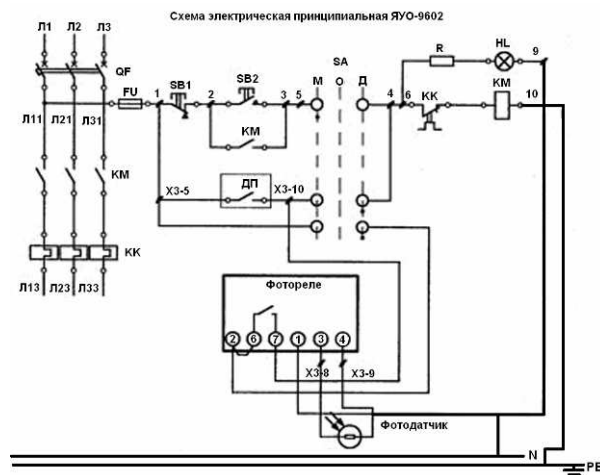 Схема электрическая принципиальная ЯУО-9602
Л1 Л2 Л3
QF
FU
1
SB1
2
SB2
3 5
КМ
SA
М О Д
4 6
R
HL
9
КК
КМ
10
Л11 Л21 Л31
КМ
Х3-5
ДП
Х3-10
КК
Л13 Л23 Л33
Фотореле
2 6 7 1 3 4
Х3-8
Х3-9
Фотодатчик
N
PE